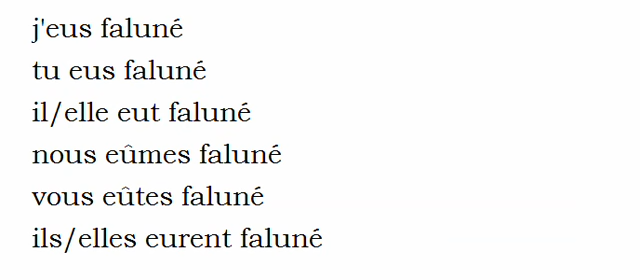 j'eus faluné
tu eus faluné
il/elle eut faluné
nous eûmes faluné
vous eûtes faluné
ils/elles eurent faluné